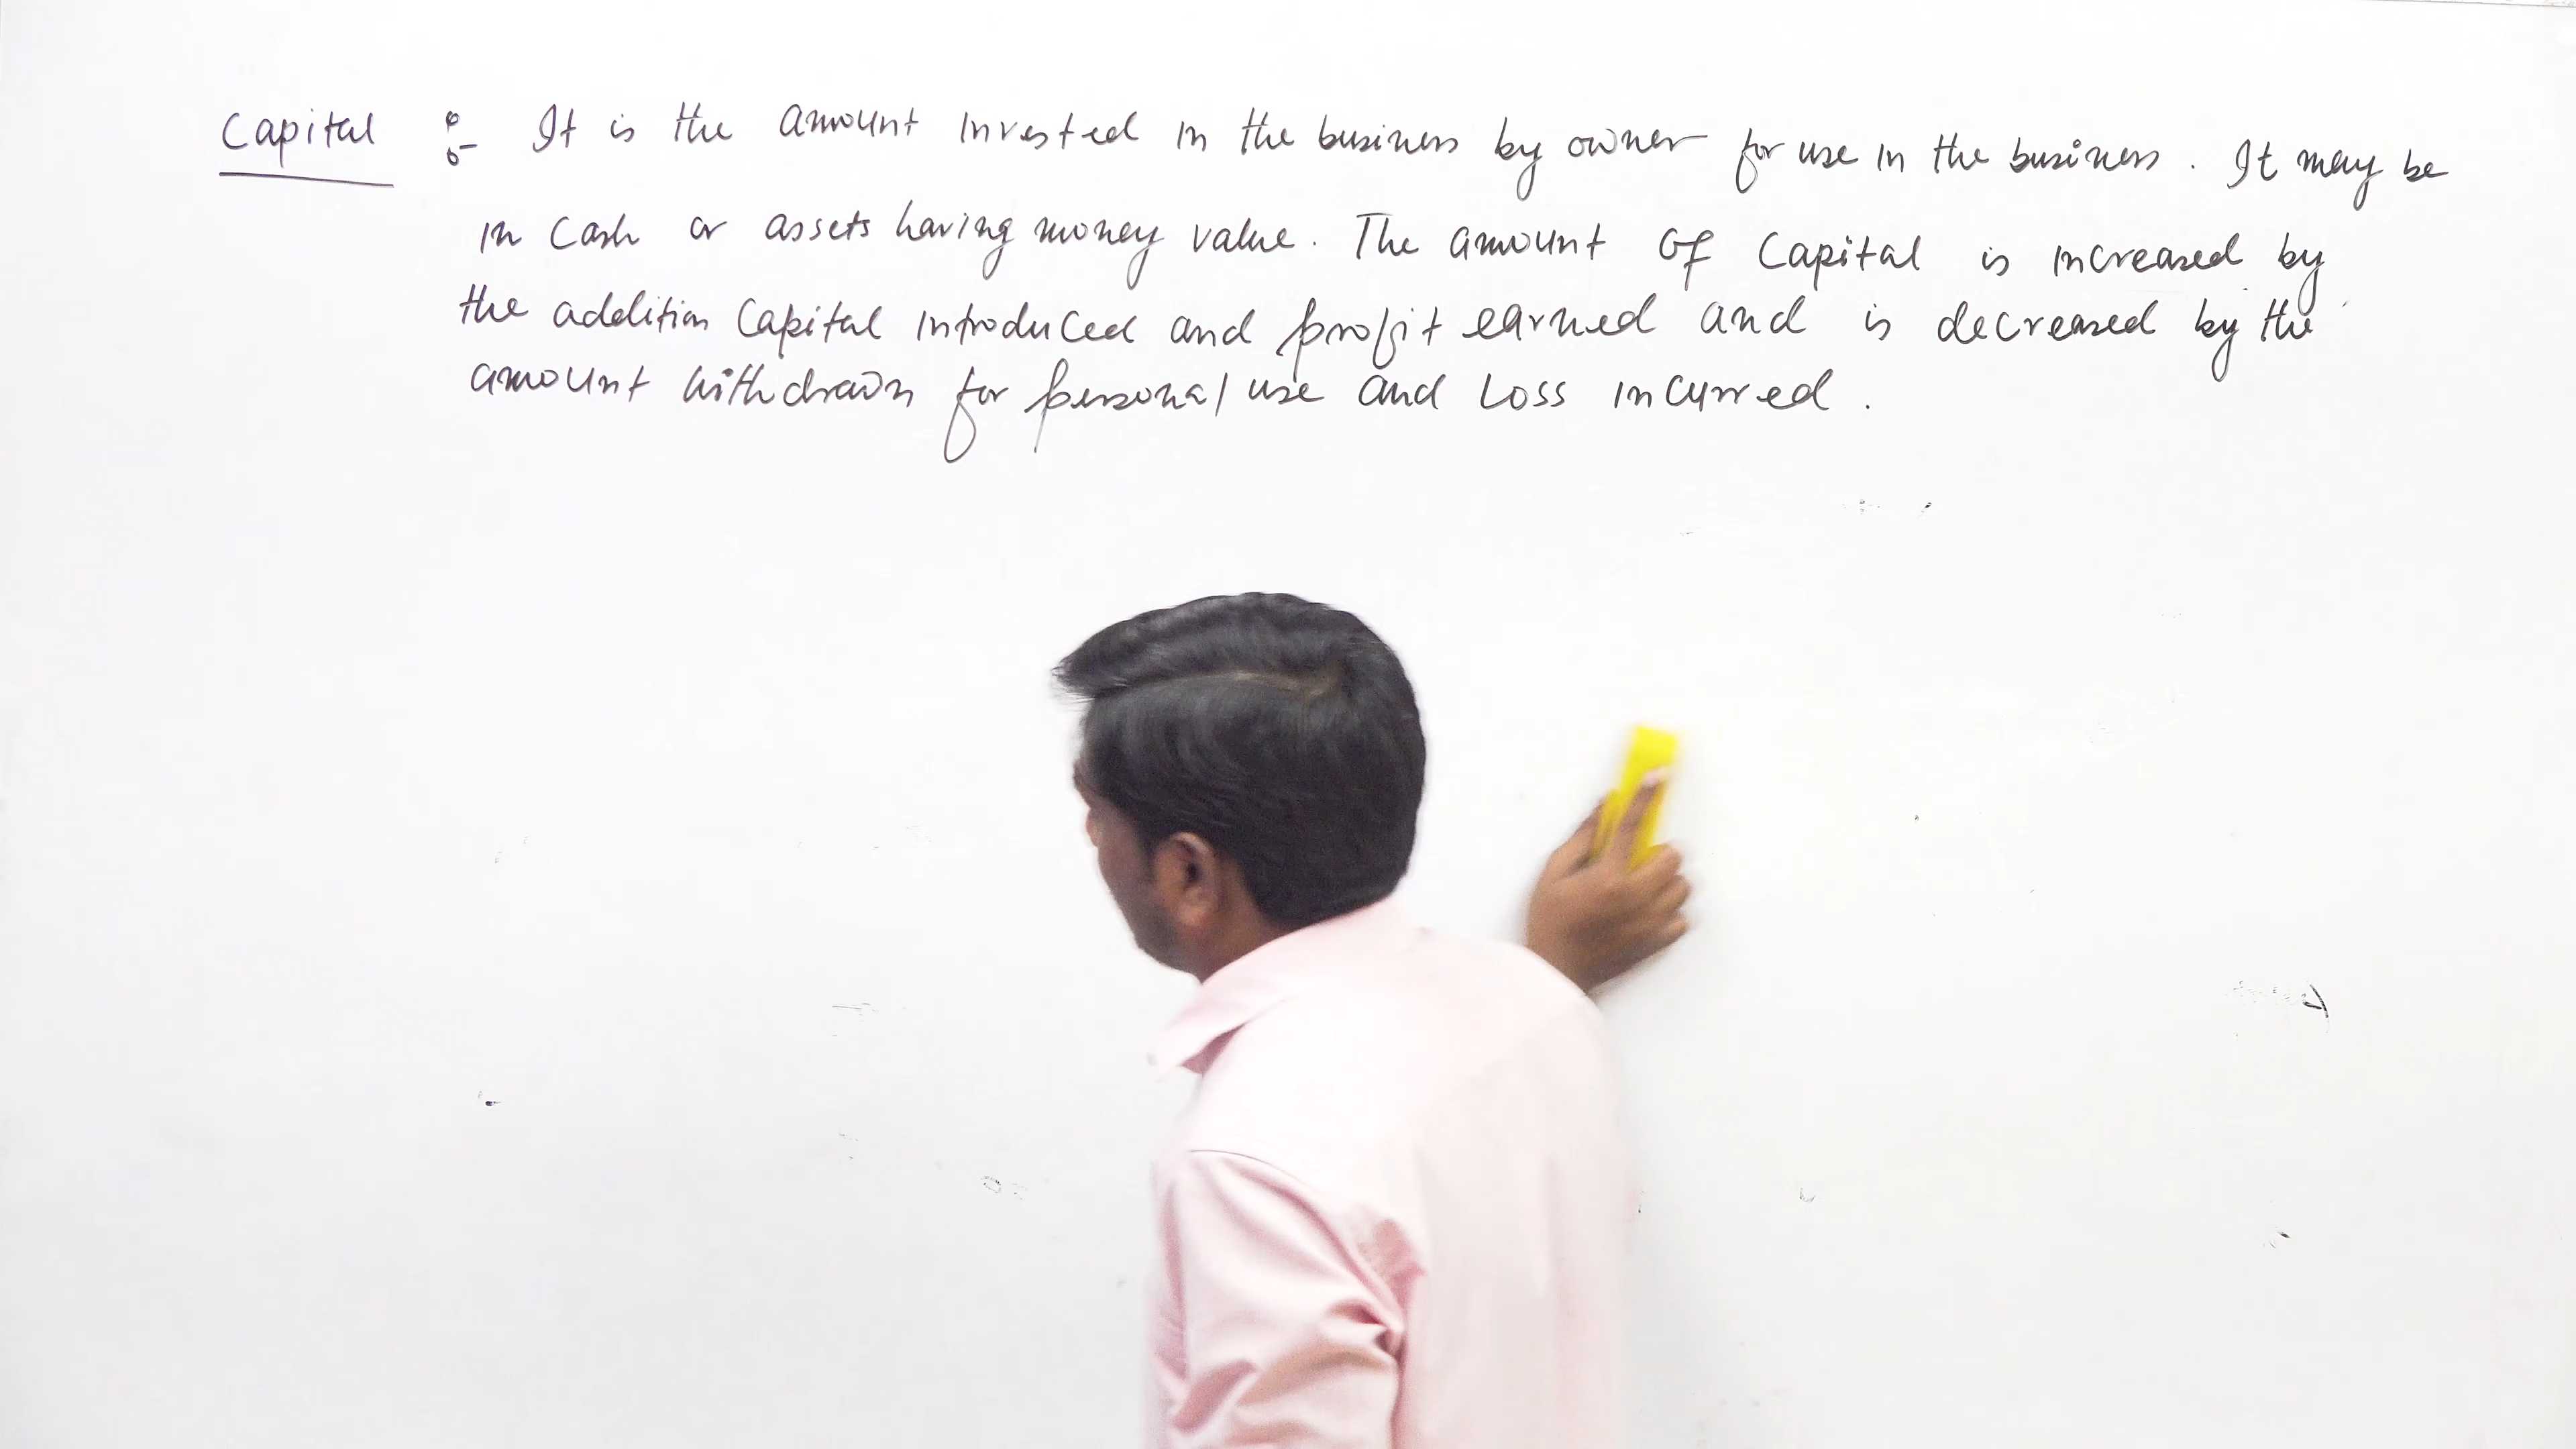 Capital :- It is the amount invested in the business by owner for use in the business. It may be
in Cash or assets having money value. The amount of Capital is increased by
the addition Capital introduced and profit earned and is decreased by the
amount withdrawn for personal use and Loss incurred.